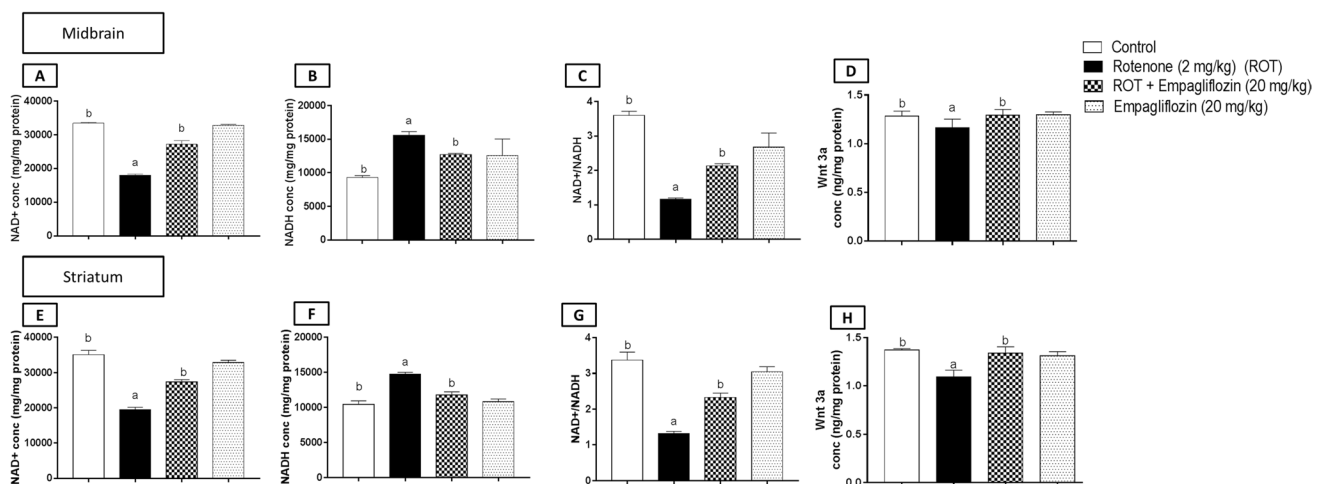 Midbrain
Control
Rotenone (2 mg/kg) (ROT)
ROT + Empagliflozin (20 mg/kg)
Empagliflozin (20 mg/kg)
A
NAD+ conc (mg/mg protein)
40000
30000
20000
10000
0
b
a
b
B
NADH conc (mg/mg protein)
20000
15000
10000
5000
0
b
a
b
C
NAD+/NADH
4
3
2
1
0
b
a
b
D
Wnt 3a
conc (ng/mg protein)
1.5
1.0
0.5
0.0
b
a
b
Striatum
E
NAD+ conc (mg/mg protein)
40000
30000
20000
10000
0
b
a
b
F
NADH conc (mg/mg protein)
20000
15000
10000
5000
0
b
a
b
G
NAD+/NADH
4
3
2
1
0
b
a
b
H
Wnt 3a
conc (ng/mg protein)
1.5
1.0
0.5
0.0
b
a
b